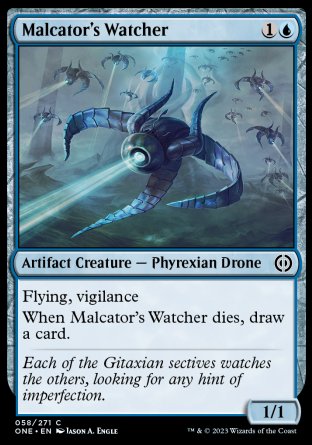 Malcator's Watcher 1
Artifact Creature — Phyrexian Drone
Flying, vigilance
When Malcator's Watcher dies, draw
a card.
Each of the Gitaxian sectives watches
the others, looking for any hint of
imperfection.
1/1
058/271 C
ONE • EN Jason A. Engle
™ & © 2023 Wizards of the Coast